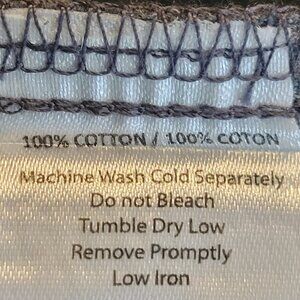 100% COTTON / 100% COTON
Machine Wash Cold Separately
Do not Bleach
Tumble Dry Low
Remove Promptly
Low Iron